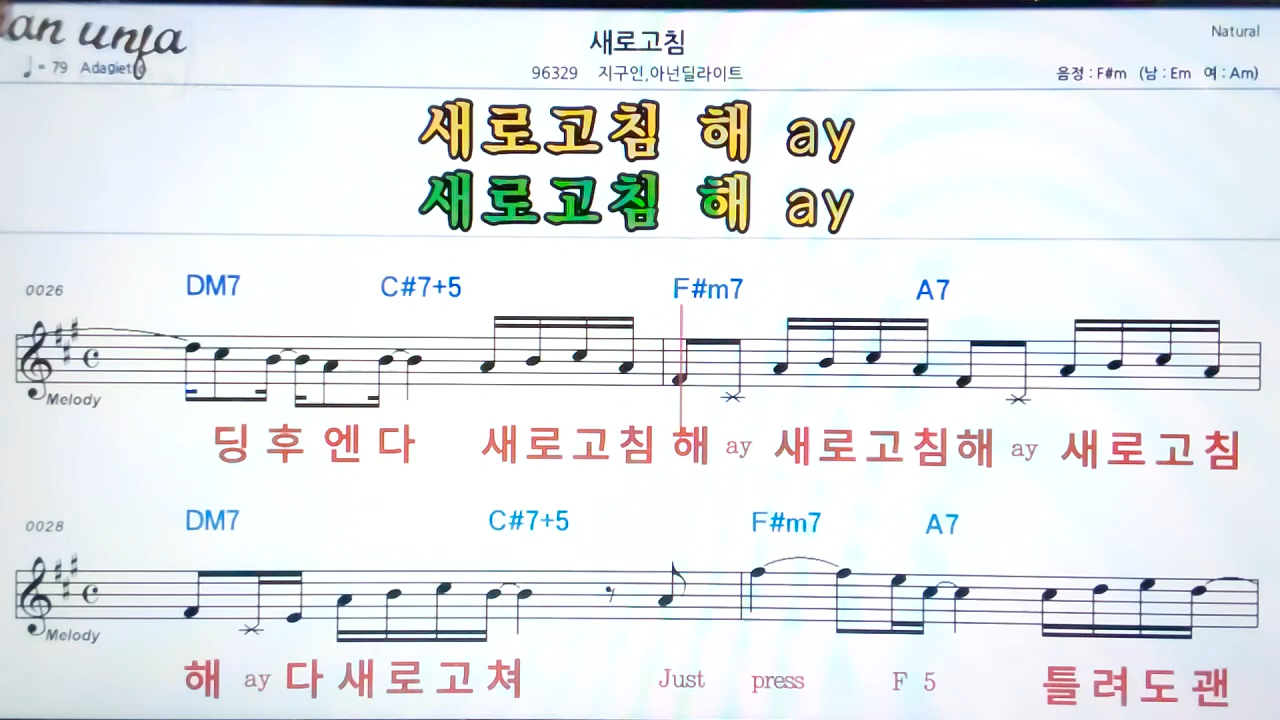 an unfa
Natural
새로고침
♩= 79 Adagietto
96329 지구인,아넌딜라이트
음정 : F#m (남 : Em 여 : Am)
새로고침 해 ay
새로고침 해 ay
0026
DM7 C#7+5 F#m7 A7
Melody
딩후엔다 새로고침 해 ay 새로고침해 ay 새로고침
0028
DM7 C#7+5 F#m7 A7
Melody
해 ay 다새로고쳐 Just press F 5 틀려도괜